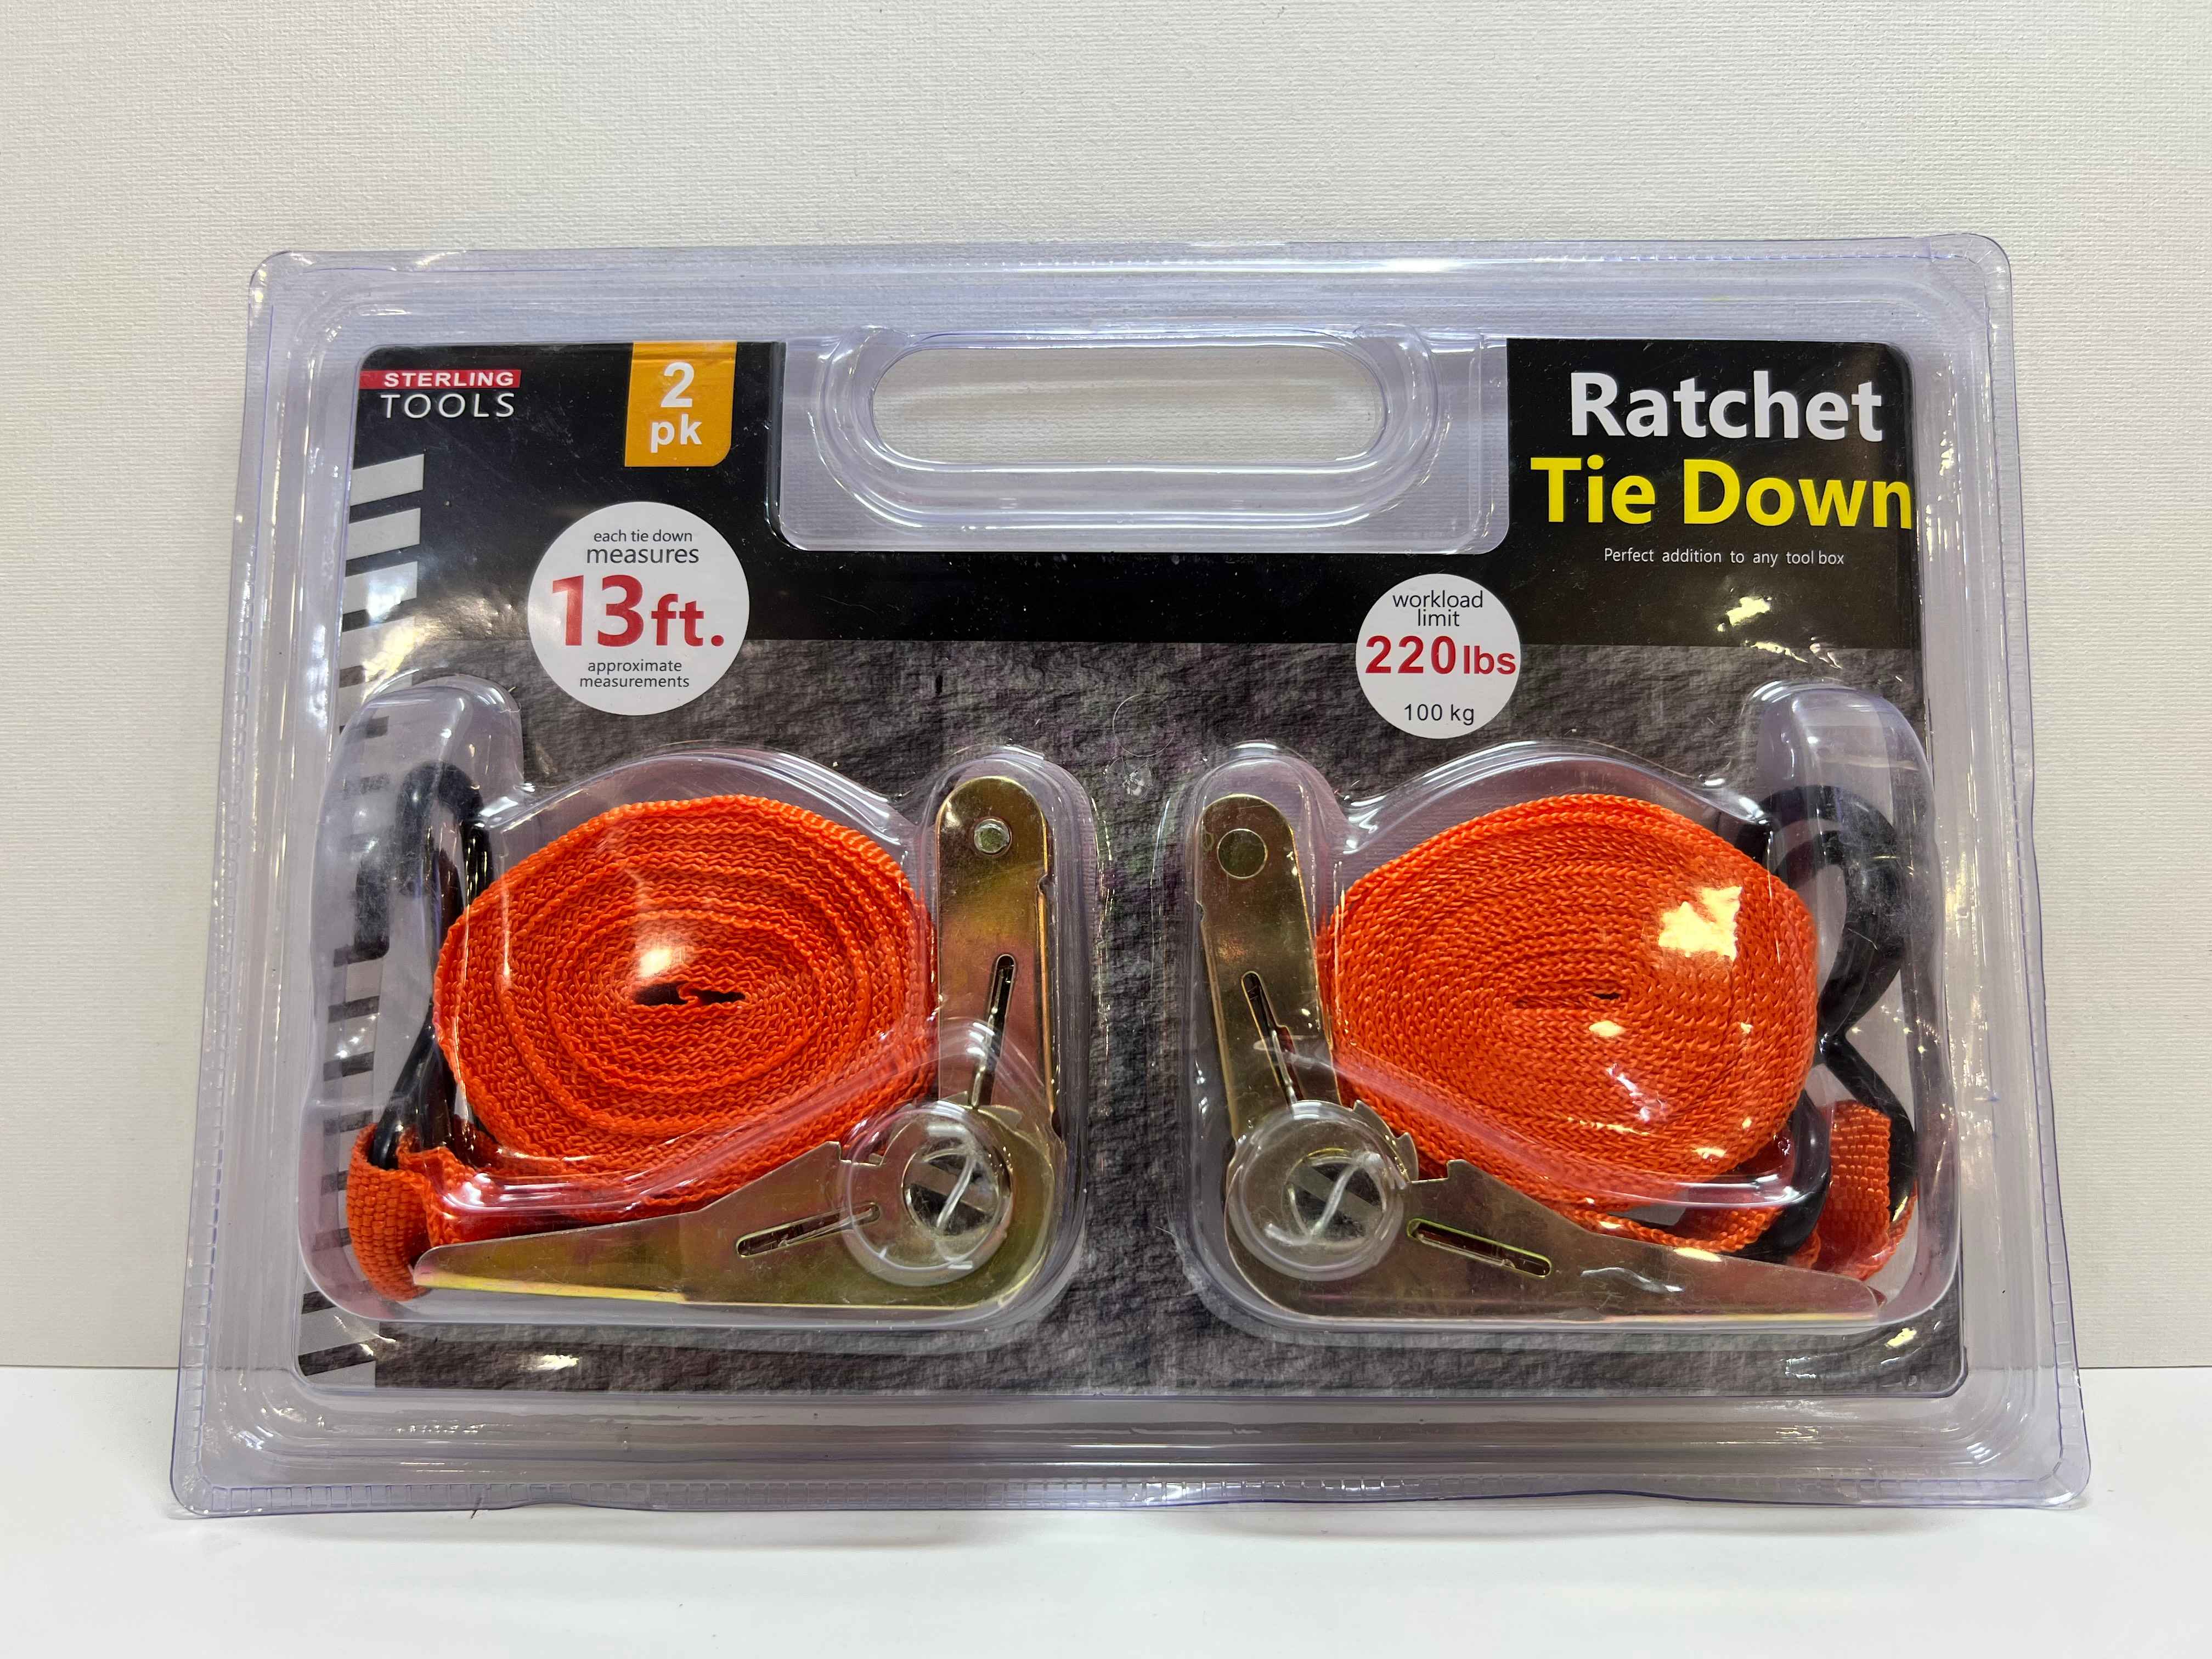 STERLING
TOOLS
2
pk
Ratchet
Tie Down
Perfect addition to any tool box
each tie down
measures
13ft.
approximate
measurements
workload
limit
220lbs
100 kg